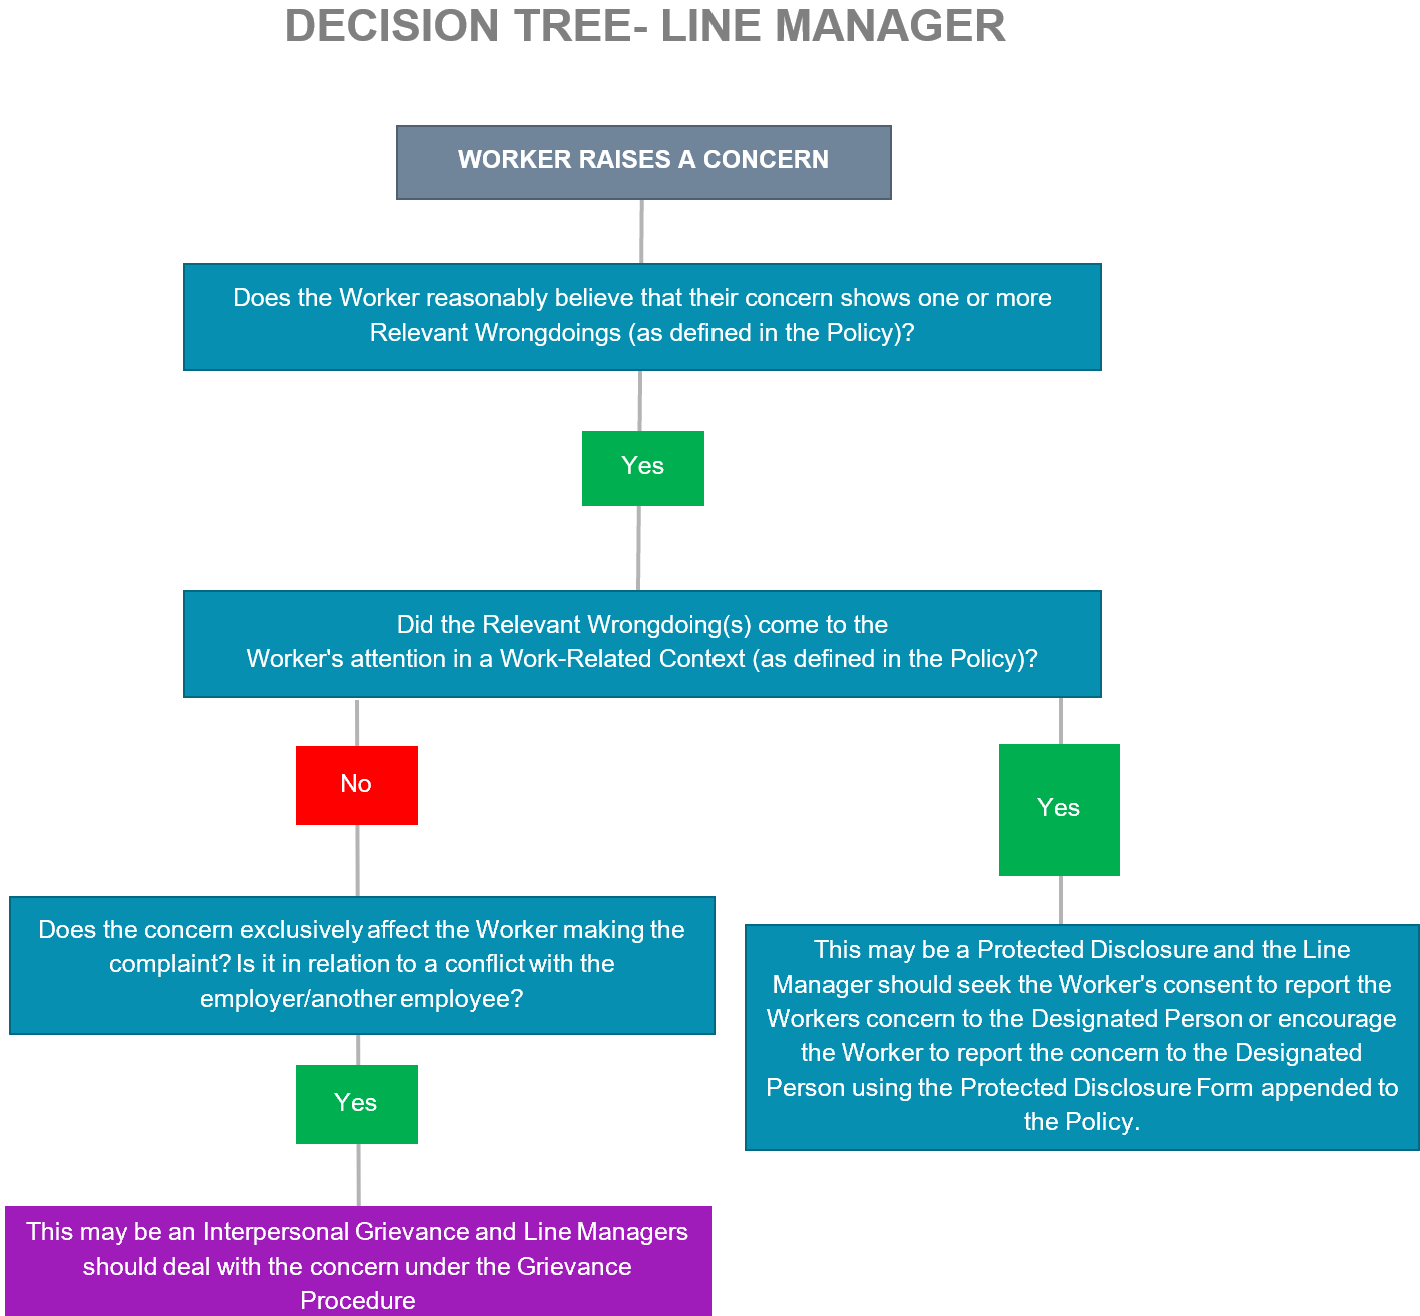 DECISION TREE- LINE MANAGER
WORKER RAISES A CONCERN
Does the Worker reasonably believe that their concern shows one or more
Relevant Wrongdoings (as defined in the Policy)?
Yes
Did the Relevant Wrongdoing(s) come to the
Worker's attention in a Work-Related Context (as defined in the Policy)?
No
Yes
Does the concern exclusively affect the Worker making the
complaint? Is it in relation to a conflict with the
employer/another employee?
This may be a Protected Disclosure and the Line
Manager should seek the Worker's consent to report the
Workers concern to the Designated Person or encourage
the Worker to report the concern to the Designated
Person using the Protected Disclosure Form appended to
the Policy.
Yes
This may be an Interpersonal Grievance and Line Managers
should deal with the concern under the Grievance
Procedure